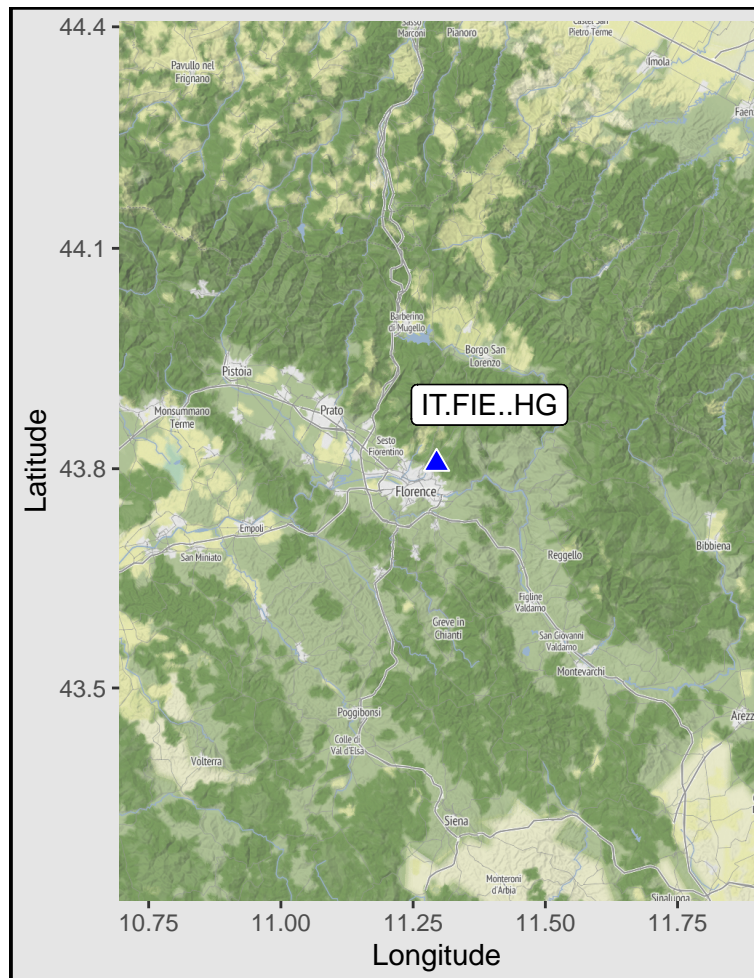 44.4
44.1
43.8
43.5
Latitude
Sasso
Marconi
Pianoro
Castel San
Pietro Terme
Imola
Pavullo nel
Frignano
Faen
Barberino
di Mugello
Borgo San
Lorenzo
Pistoia
Prato
Monsummano
Terme
IT.FIE..HG
Sesto
Fiorentino
Florence
Empoli
San Miniato
Reggello
Bibbiena
Figline
Valdarno
Greve in
Chianti
San Giovanni
Valdarno
Montevarchi
Poggibonsi
Arezz
Colle di
Val d'Elsa
Volterra
Siena
Monteroni
d'Arbia
Sinalunga
10.75
11.00
11.25
11.50
11.75
Longitude